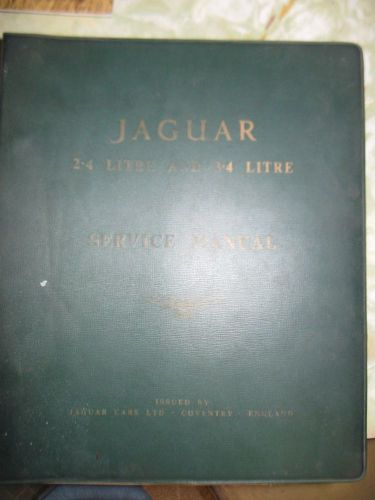 JAGUAR
2·4 LITRE AND 3·4 LITRE
SERVICE MANUAL
ISSUED BY
JAGUAR CARS LTD · COVENTRY · ENGLAND